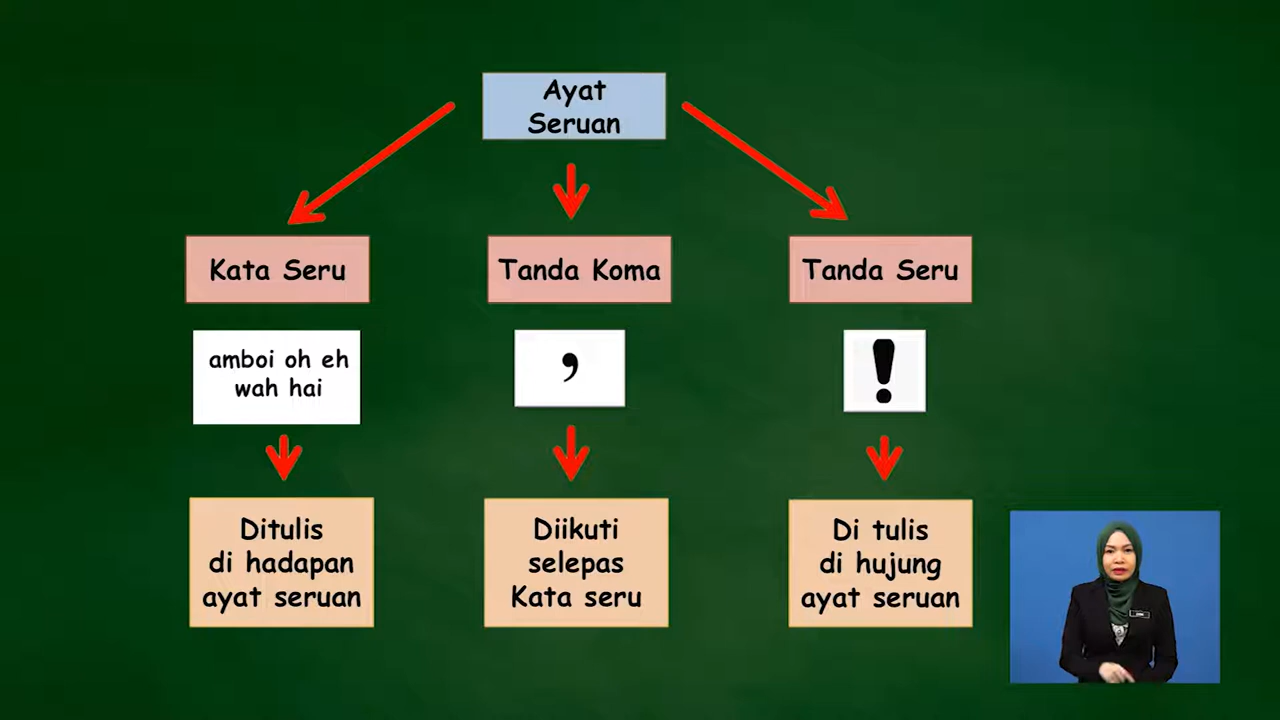 Ayat
Seruan
Kata Seru
Tanda Koma
Tanda Seru
amboi oh eh
wah hai
,
!
Ditulis
di hadapan
ayat seruan
Diikuti
selepas
Kata seru
Di tulis
di hujung
ayat seruan